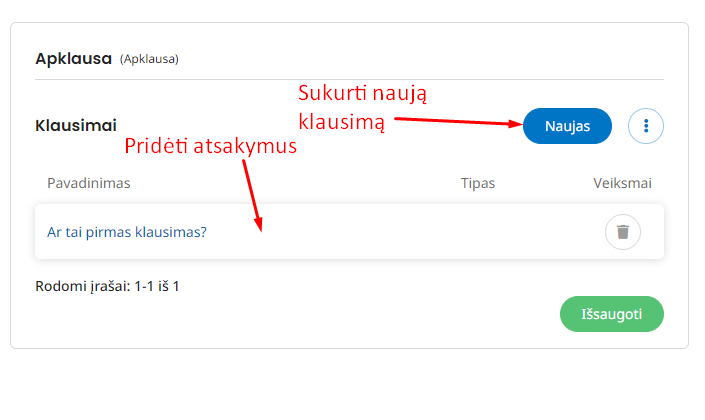 Apklausa (Apklausa)
Sukurti naują
klausimą
Klausimai
Naujas
Pridėti atsakymus
Pavadinimas Tipas Veiksmai
Ar tai pirmas klausimas?
Rodomi įrašai: 1-1 iš 1
Išsaugoti